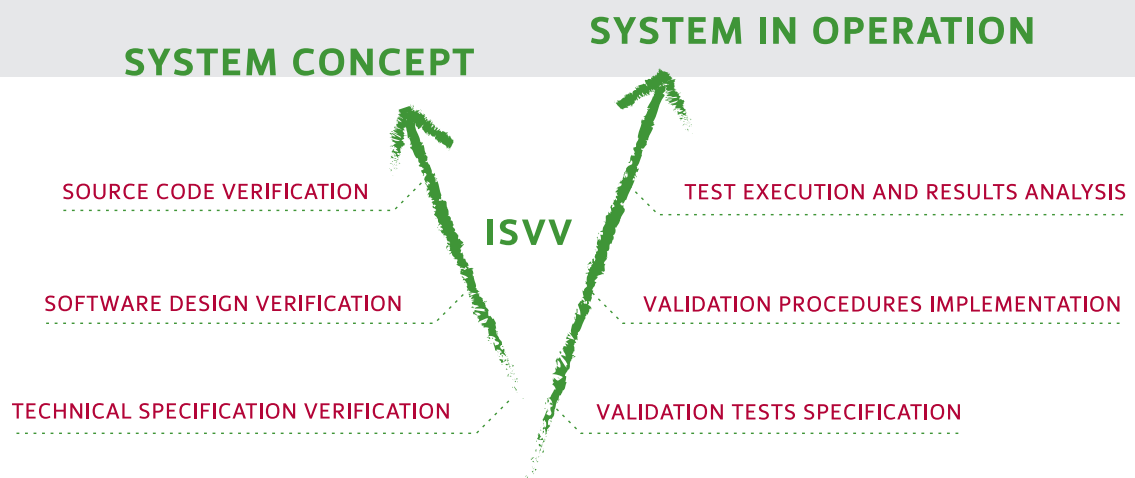 SYSTEM CONCEPT
SYSTEM IN OPERATION
SOURCE CODE VERIFICATION
TEST EXECUTION AND RESULTS ANALYSIS
ISVV
SOFTWARE DESIGN VERIFICATION
VALIDATION PROCEDURES IMPLEMENTATION
TECHNICAL SPECIFICATION VERIFICATION
VALIDATION TESTS SPECIFICATION